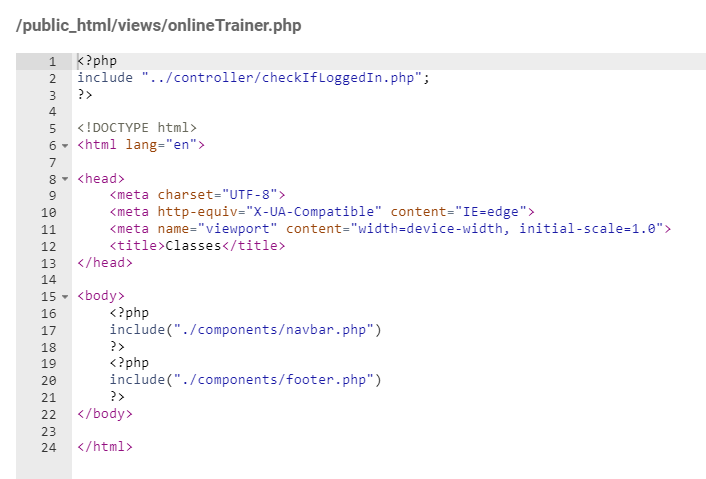 /public_html/views/onlineTrainer.php
1 <?php
2 include "../controller/checkIfLoggedIn.php";
3 ?>
4
5 <!DOCTYPE html>
6 <html lang="en">
7
8 <head>
9     <meta charset="UTF-8">
10     <meta http-equiv="X-UA-Compatible" content="IE=edge">
11     <meta name="viewport" content="width=device-width, initial-scale=1.0">
12     <title>Classes</title>
13 </head>
14
15 <body>
16     <?php
17     include("./components/navbar.php")
18     ?>
19     <?php
20     include("./components/footer.php")
21     ?>
22 </body>
23
24 </html>